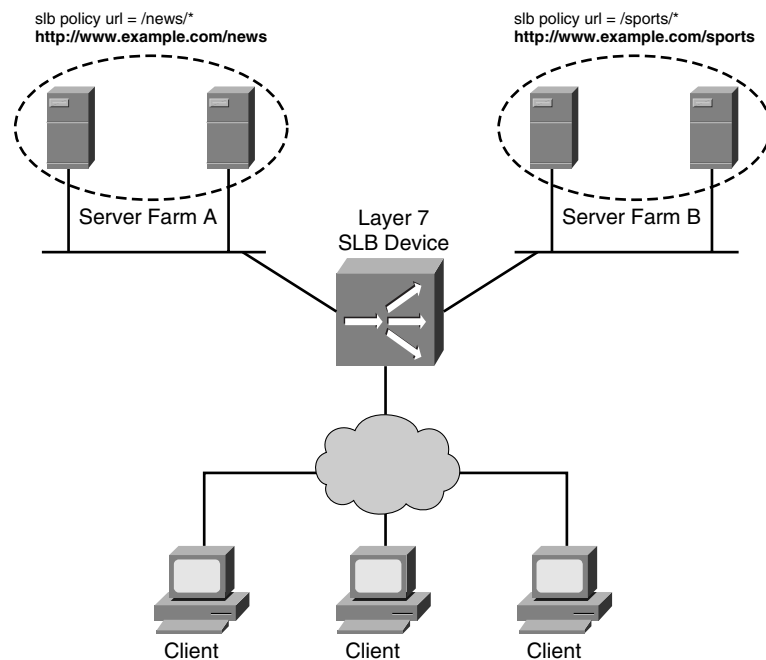 slb policy url = /news/*
http://www.example.com/news
slb policy url = /sports/*
http://www.example.com/sports
Server Farm A
Layer 7
SLB Device
Server Farm B
Client
Client
Client